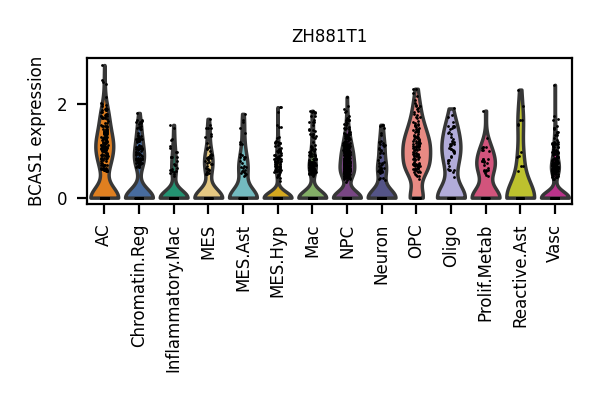 ZH881T1
BCAS1 expression
2
0
AC
Chromatin.Reg
Inflammatory.Mac
MES
MES.Ast
MES.Hyp
Mac
NPC
Neuron
OPC
Oligo
Prolif.Metab
Reactive.Ast
Vasc